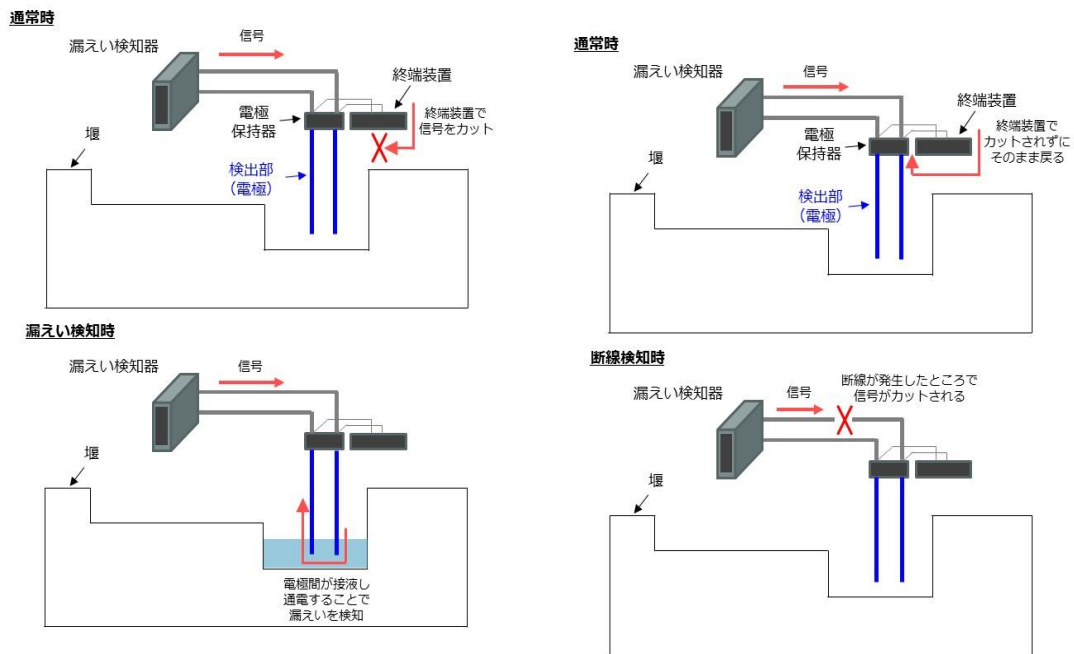 通常時
漏えい検知器
信号
終端装置
電極
保持器
終端装置で
信号をカット
堰
検出部
(電極)
漏えい検知時
漏えい検知器
信号
堰
電極間が接液し
通電することで
漏えいを検知
通常時
漏えい検知器
信号
終端装置
電極
保持器
終端装置で
カットされずに
そのまま戻る
堰
検出部
(電極)
断線検知時
漏えい検知器
信号
断線が発生したところで
信号がカットされる
堰